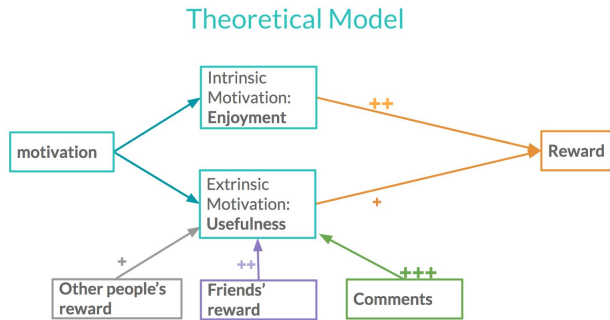 Theoretical Model
Intrinsic
Motivation:
Enjoyment
++
motivation
Reward
Extrinsic
Motivation:
Usefulness
+
+
++
+++
Other people's
reward
Friends'
reward
Comments